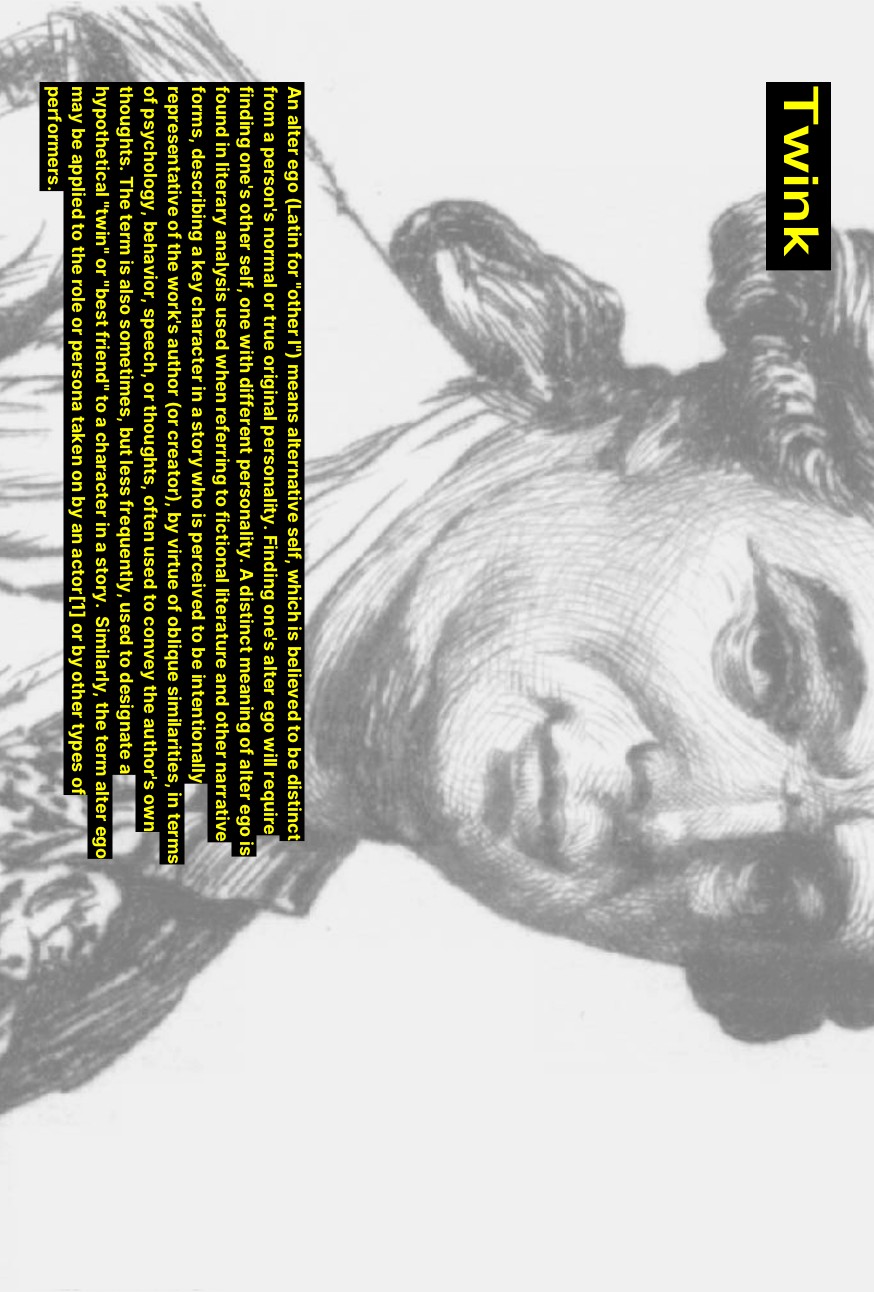 Twink
An alter ego (Latin for "other I") means alternative self, which is believed to be distinct
from a person's normal or true original personality. Finding one's alter ego will require
finding one's other self, one with different personality. A distinct meaning of alter ego is
found in literary analysis used when referring to fictional literature and other narrative
forms, describing a key character in a story who is perceived to be intentionally
representative of the work's author (or creator), by virtue of oblique similarities, in terms
of psychology, behavior, speech, or thoughts, often used to convey the author's own
thoughts. The term is also sometimes, but less frequently, used to designate a
hypothetical "twin" or "best friend" to a character in a story. Similarly, the term alter ego
may be applied to the role or persona taken on by an actor[1] or by other types of
performers.